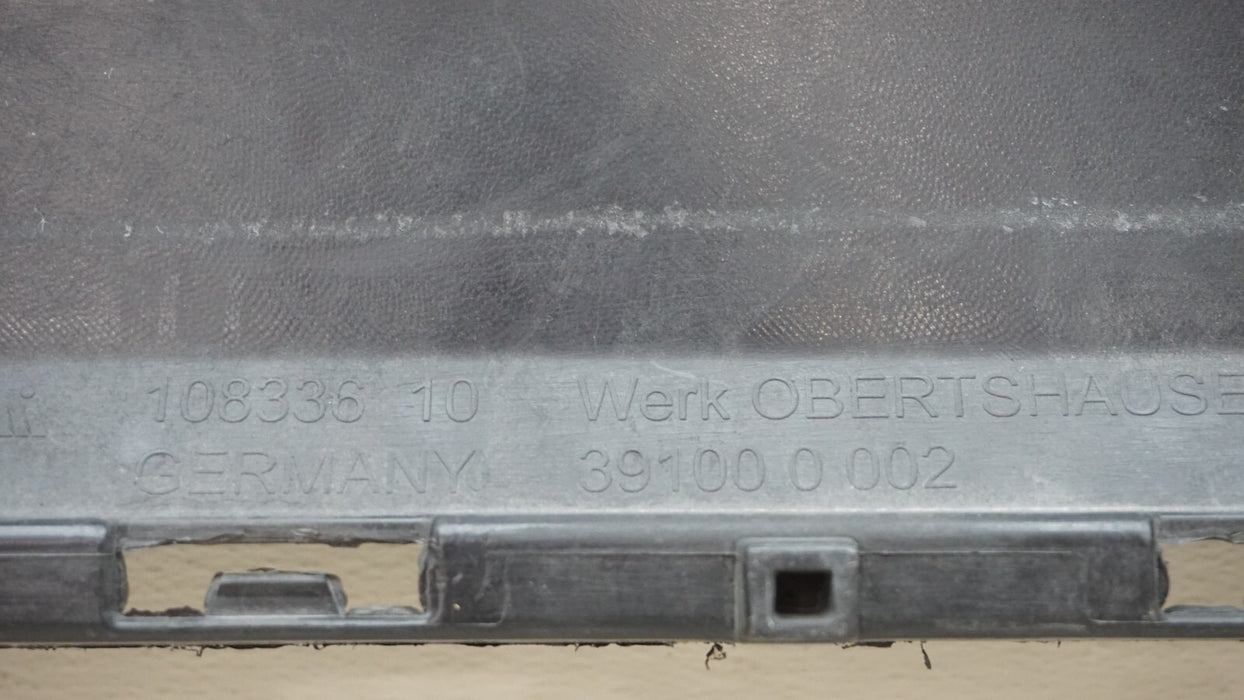 108336 10 Werk OBERTSHAUSE
GERMANY 39100 0 002